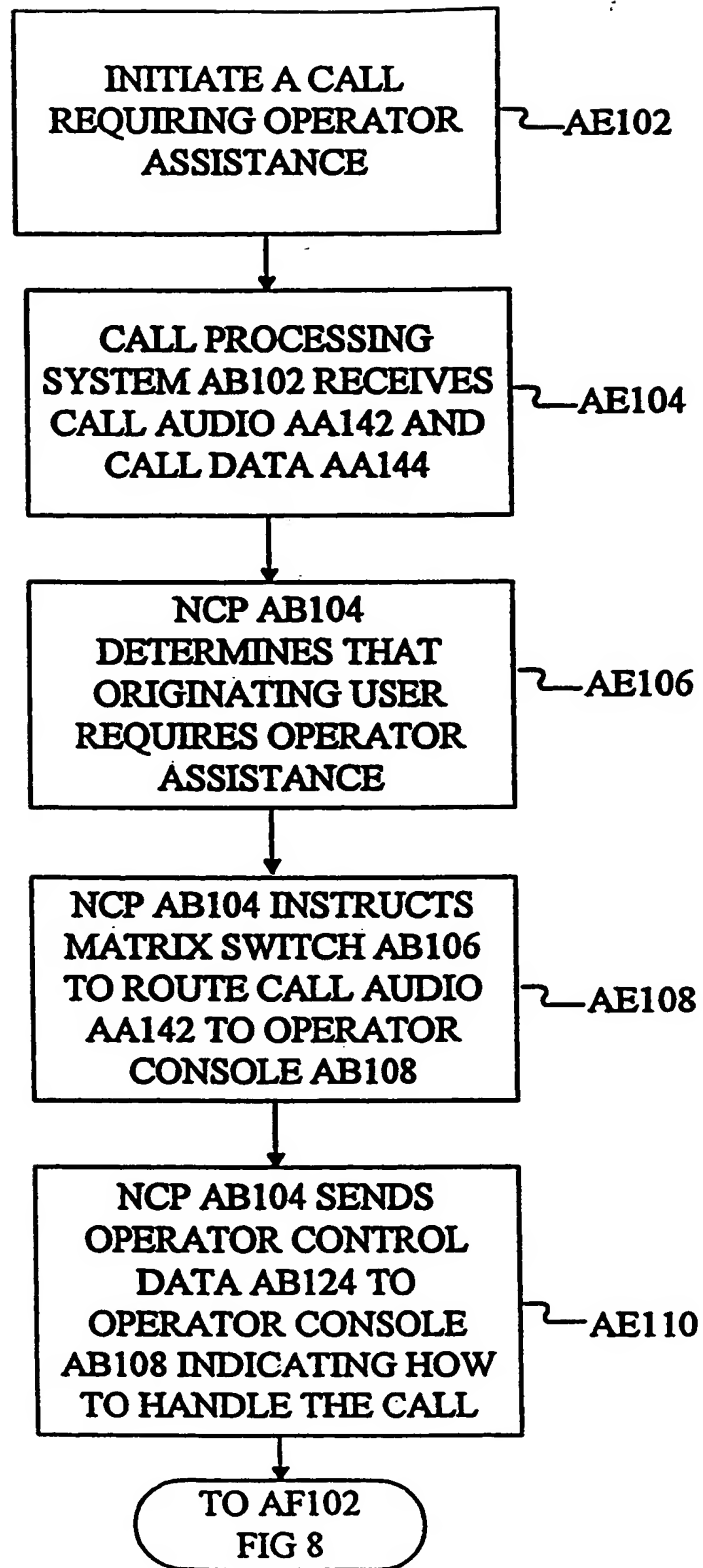 INITIATE A CALL
REQUIRING OPERATOR
ASSISTANCE
AE102
CALL PROCESSING
SYSTEM AB102 RECEIVES
CALL AUDIO AA142 AND
CALL DATA AA144
AE104
NCP AB104
DETERMINES THAT
ORIGINATING USER
REQUIRES OPERATOR
ASSISTANCE
AE106
NCP AB104 INSTRUCTS
MATRIX SWITCH AB106
TO ROUTE CALL AUDIO
AA142 TO OPERATOR
CONSOLE AB108
AE108
NCP AB104 SENDS
OPERATOR CONTROL
DATA AB124 TO
OPERATOR CONSOLE
AB108 INDICATING HOW
TO HANDLE THE CALL
AE110
TO AF102
FIG 8